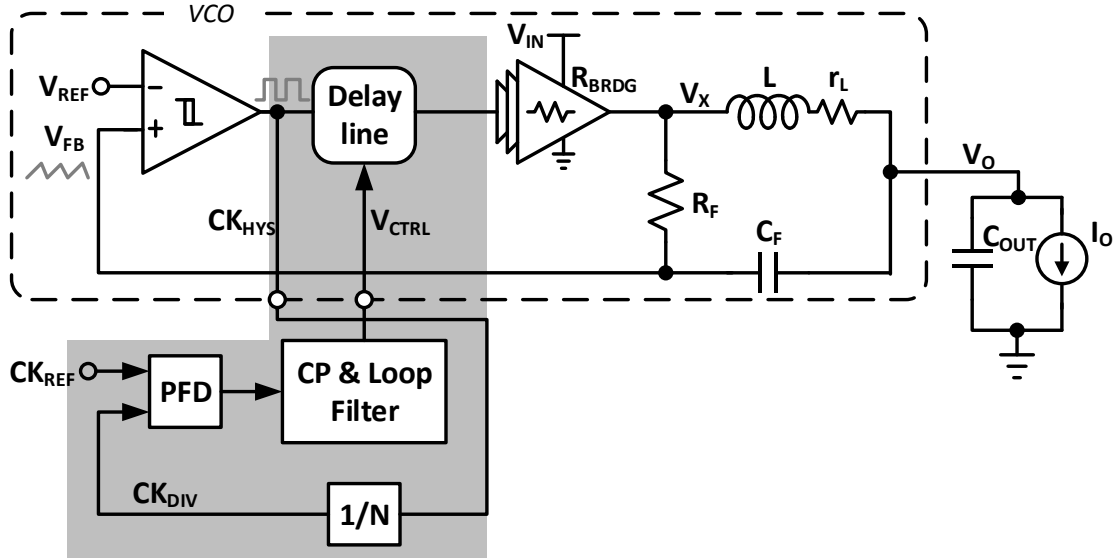 VCO
V_IN
V_REF
R_BRDG
Delay
line
V_X
L
r_L
V_FB
V_O
R_F
CK_HYS
V_CTRL
C_F
C_OUT
I_O
CK_REF
PFD
CP & Loop
Filter
CK_DIV
1/N
-
+